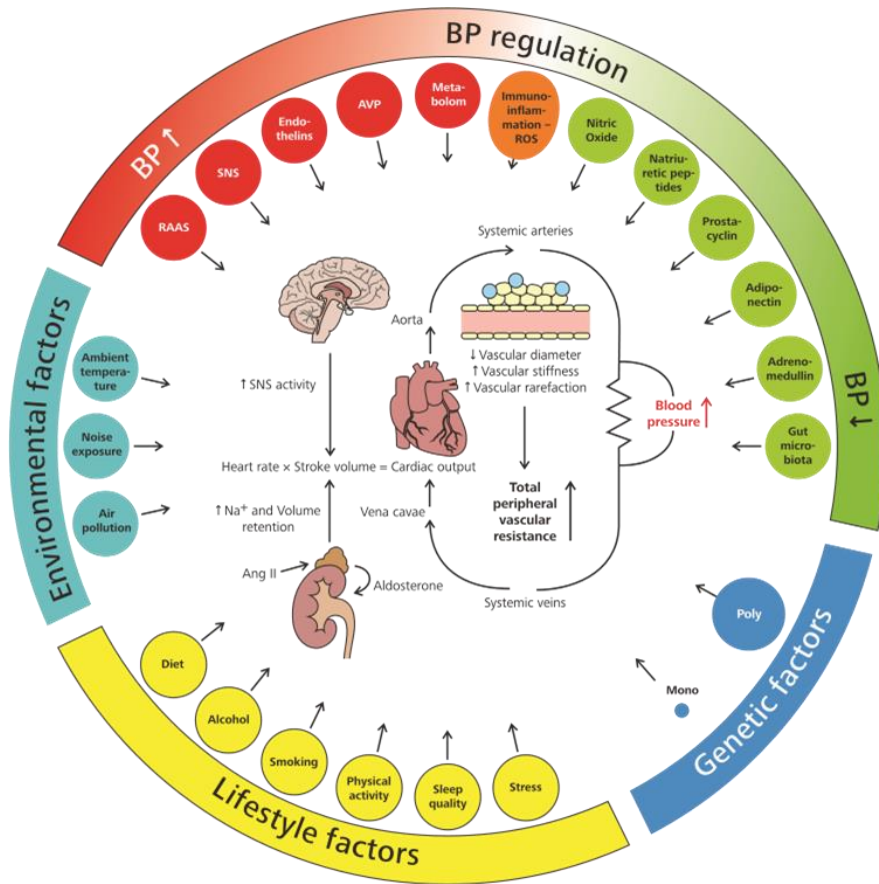 BP regulation
BP ↑
BP ↓
RAAS
SNS
Endo-
thelins
AVP
Meta-
bolom
Immuno-
inflam-
mation –
ROS
Nitric
Oxide
Natriu-
retic pep-
tides
Prosta-
cyclin
Adipo-
nectin
Adreno-
medullin
Gut
micro-
biota
Environmental factors
Ambient
tempera-
ture
Noise
exposure
Air
pollution
Systemic arteries
Aorta
↓ Vascular diameter
↑ Vascular stiffness
↑ Vascular rarefaction
↑ SNS activity
Blood
pressure ↑
Heart rate × Stroke volume = Cardiac output
↑ Na⁺ and Volume
retention
Vena cavae
Total
peripheral
vascular
resistance ↑
Ang II
Aldosterone
Systemic veins
Genetic factors
Poly
Mono
Lifestyle factors
Diet
Alcohol
Smoking
Physical
activity
Sleep
quality
Stress